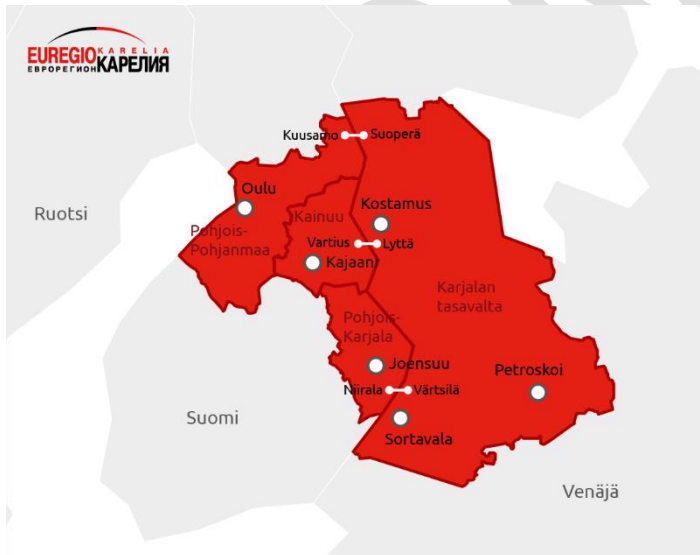 EUREGIO KARELIA
ЕВРОРЕГИОН КАРЕЛИЯ
Kuusamo
Suoperä
Oulu
Ruotsi
Kainuu
Kostamus
Pohjois-
Pohjanmaa
Vartius
Lyttä
Kajaani
Karjalan
tasavalta
Pohjois-
Karjala
Joensuu
Petroskoi
Niirala
Värtsilä
Suomi
Sortavala
Venäjä